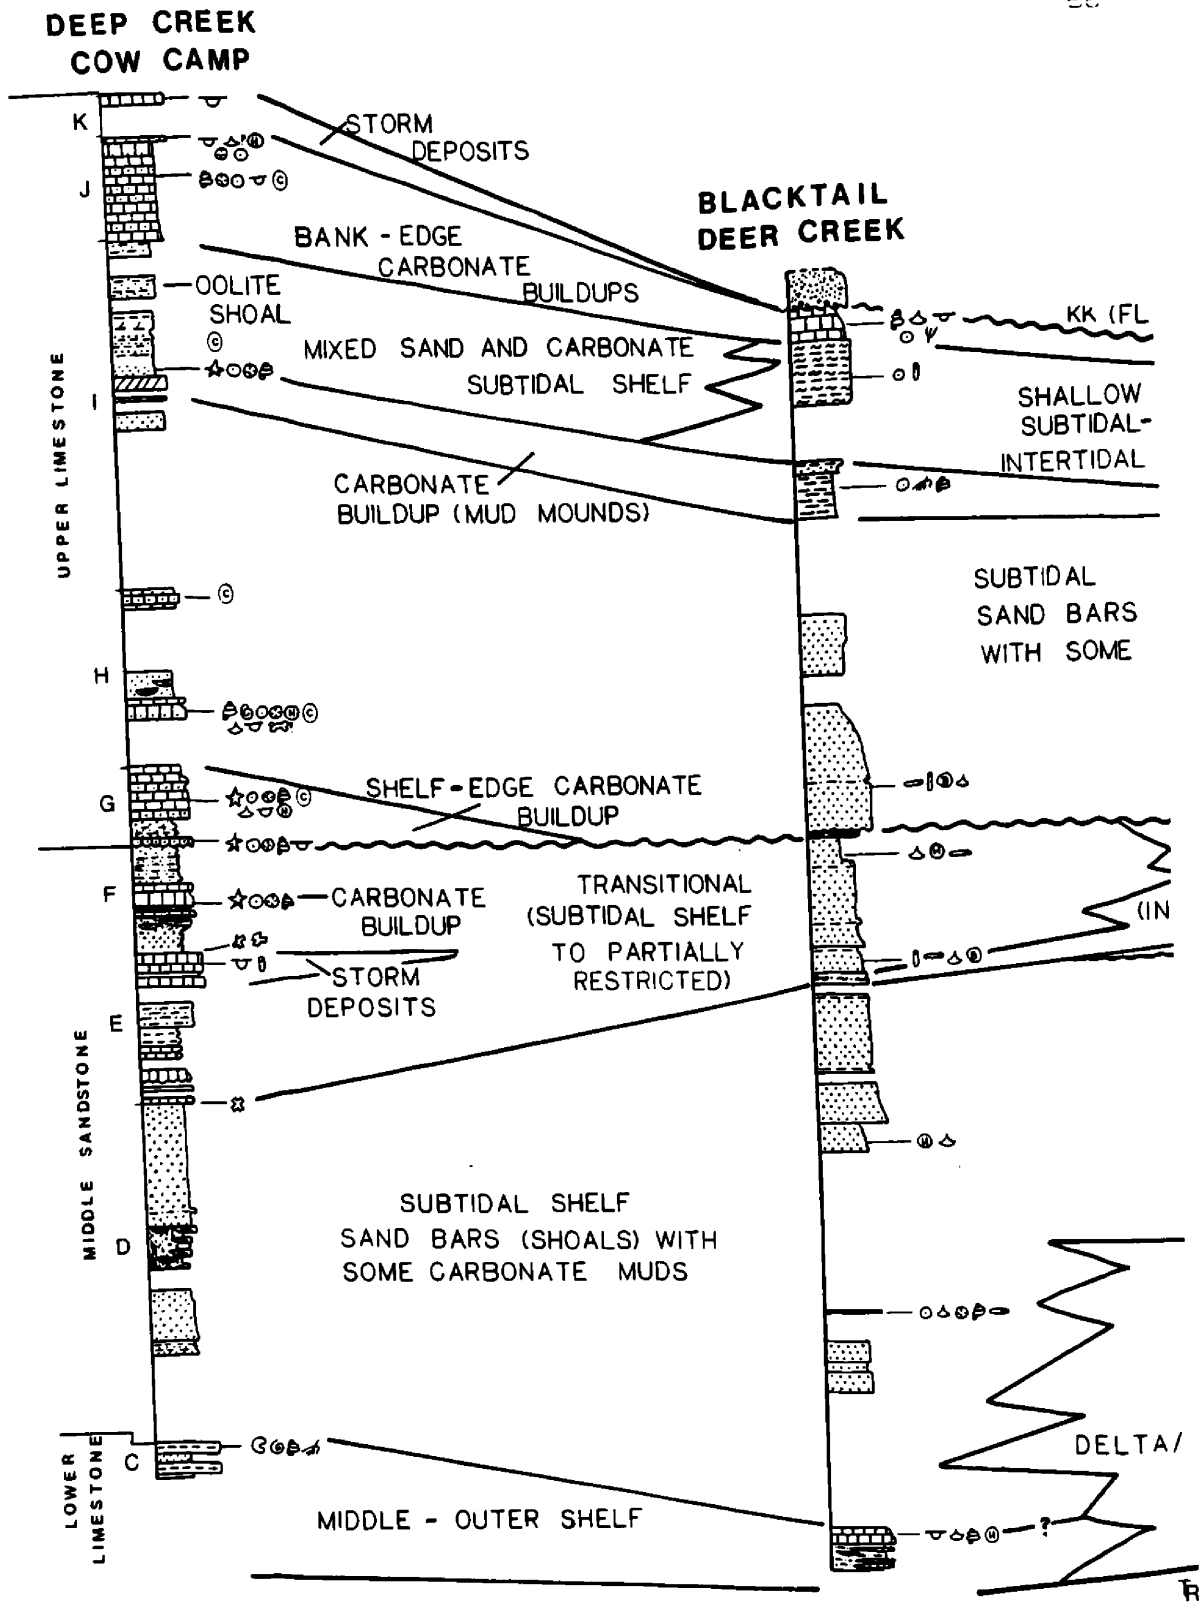 DEEP CREEK
COW CAMP
K
STORM
DEPOSITS
J
BLACKTAIL
DEER CREEK
BANK - EDGE
CARBONATE
BUILDUPS
OOLITE
SHOAL
KK (FL
MIXED SAND AND CARBONATE
SUBTIDAL SHELF
UPPER LIMESTONE
I
SHALLOW
SUBTIDAL-
INTERTIDAL
CARBONATE
BUILDUP (MUD MOUNDS)
SUBTIDAL
SAND BARS
WITH SOME
H
G
SHELF-EDGE CARBONATE
BUILDUP
F
CARBONATE
BUILDUP
TRANSITIONAL
(SUBTIDAL SHELF
TO PARTIALLY
RESTRICTED)
(IN
STORM
DEPOSITS
E
MIDDLE SANDSTONE
SUBTIDAL SHELF
SAND BARS (SHOALS) WITH
SOME CARBONATE MUDS
D
DELTA/
C
LOWER
LIMESTONE
MIDDLE - OUTER SHELF
?